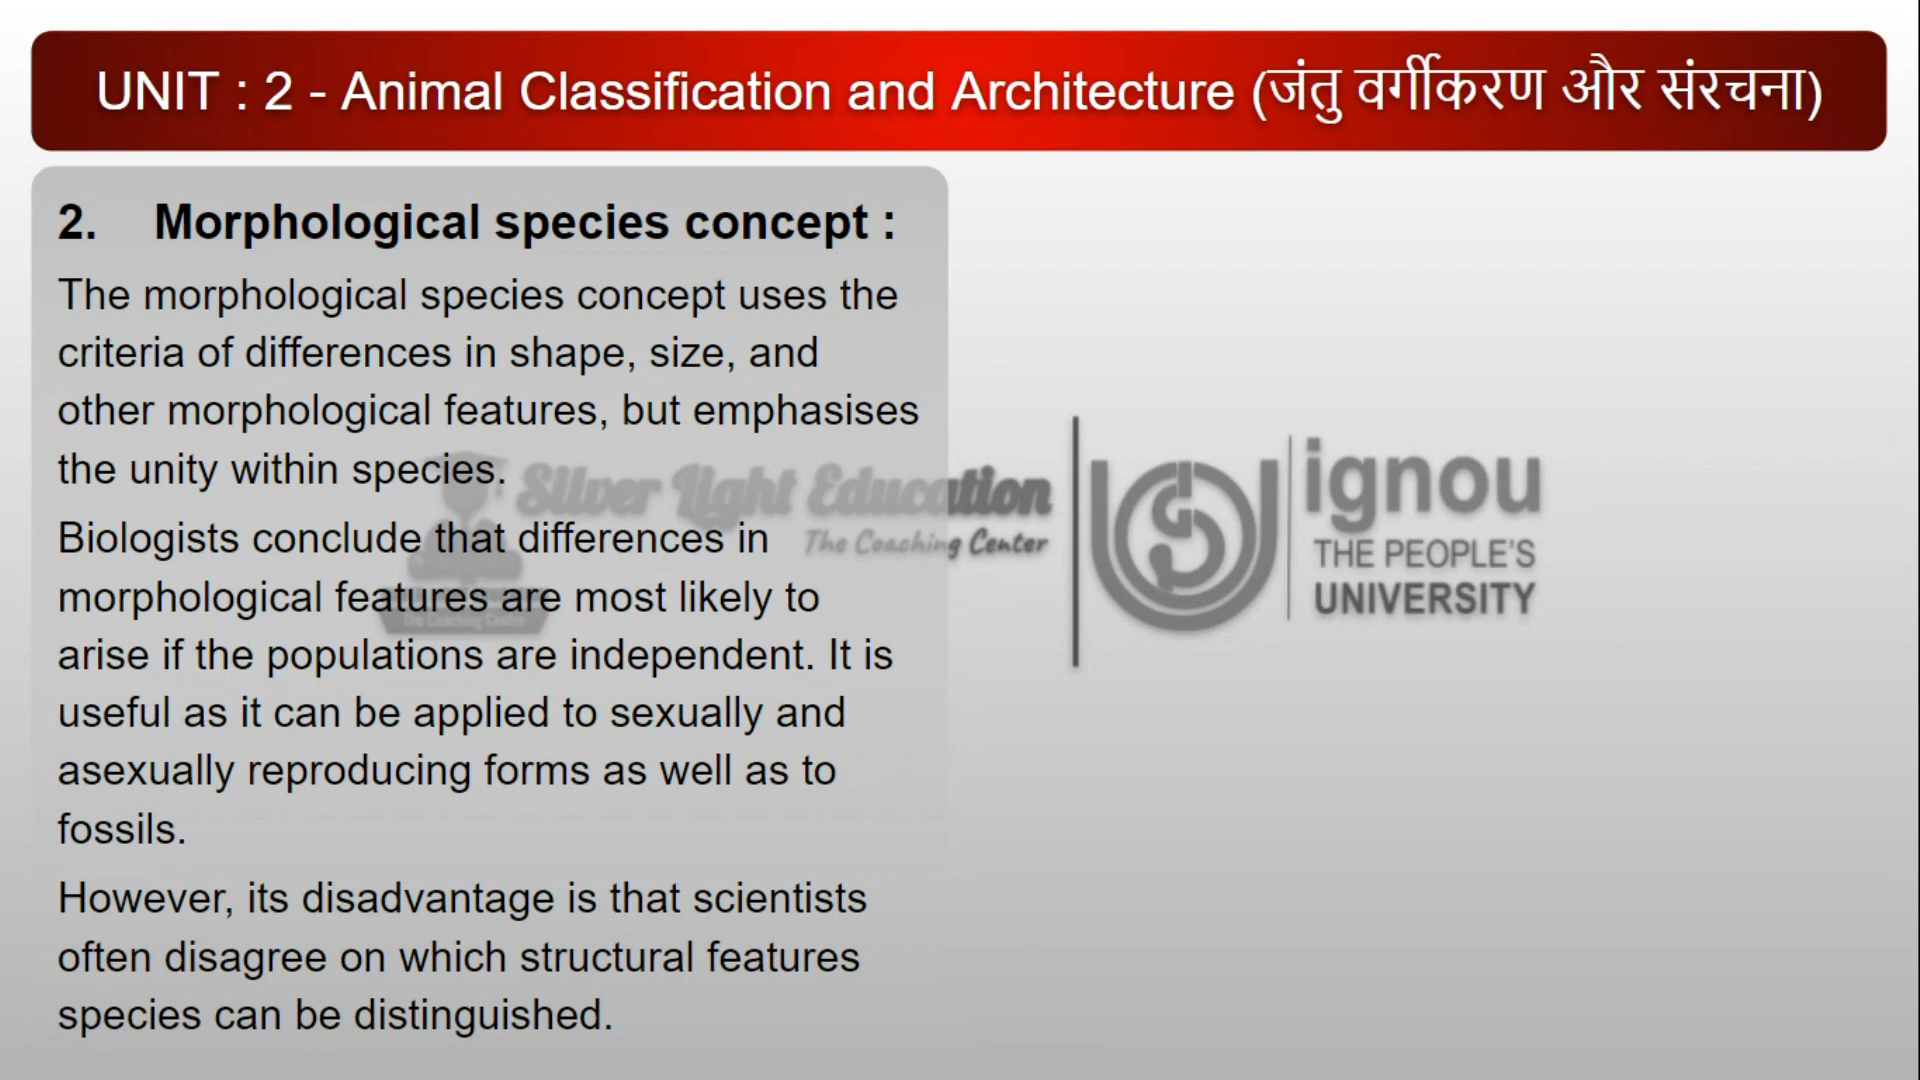 UNIT : 2 - Animal Classification and Architecture (जंतु वर्गीकरण और संरचना)
2. Morphological species concept :
The morphological species concept uses the
criteria of differences in shape, size, and
other morphological features, but emphasises
the unity within species.
Biologists conclude that differences in
morphological features are most likely to
arise if the populations are independent. It is
useful as it can be applied to sexually and
asexually reproducing forms as well as to
fossils.
However, its disadvantage is that scientists
often disagree on which structural features
species can be distinguished.
Silver Light Education
The Coaching Center
The Coaching Center
ignou
THE PEOPLE'S
UNIVERSITY